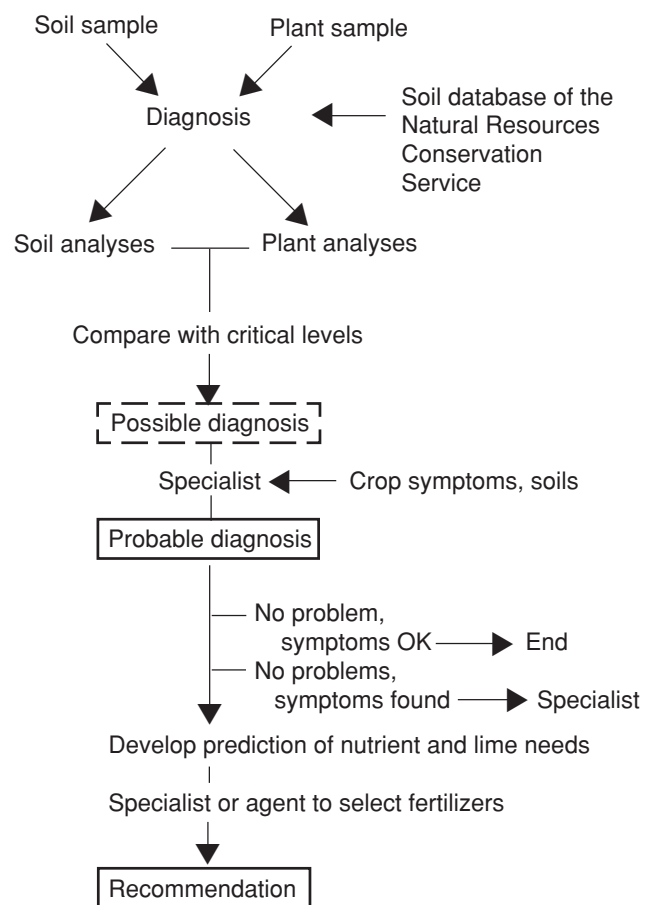 Soil sample
Plant sample
Diagnosis
Soil database of the
Natural Resources
Conservation
Service
Soil analyses
Plant analyses
Compare with critical levels
Possible diagnosis
Specialist
Crop symptoms, soils
Probable diagnosis
No problem,
symptoms OK
End
No problems,
symptoms found
Specialist
Develop prediction of nutrient and lime needs
Specialist or agent to select fertilizers
Recommendation